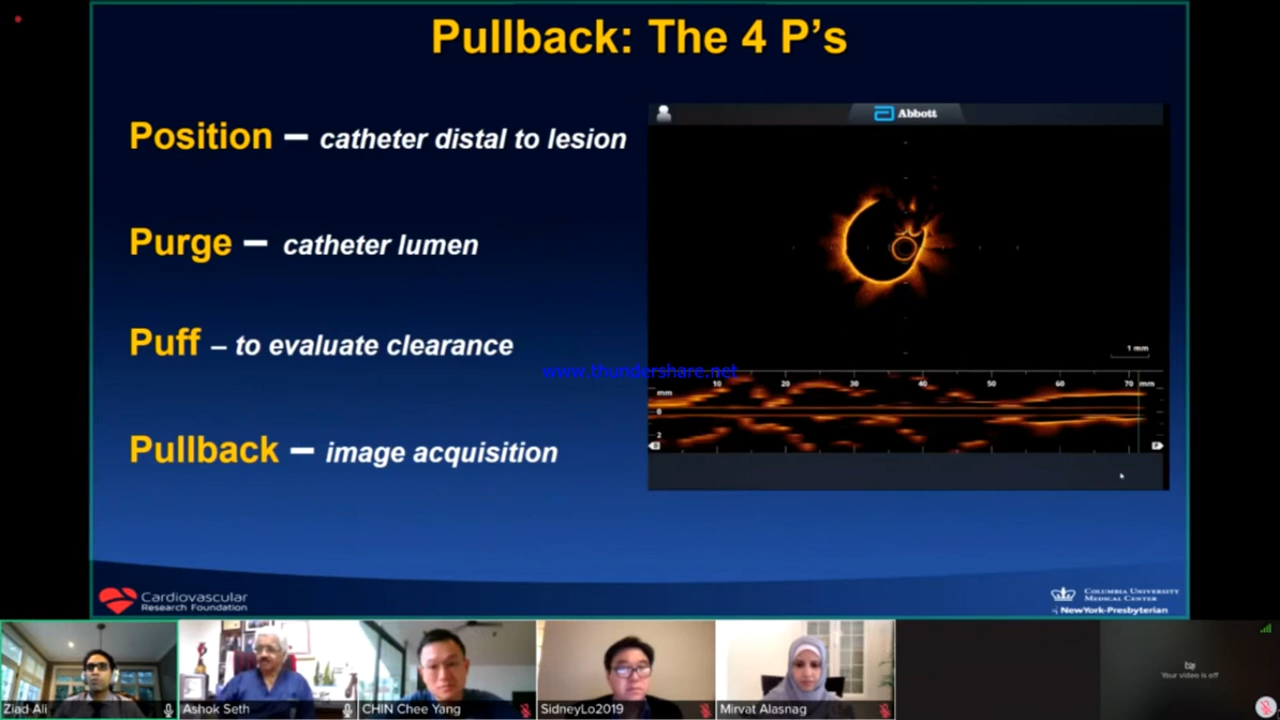 Pullback: The 4 P's
Position – catheter distal to lesion
Purge – catheter lumen
Puff – to evaluate clearance
Pullback – image acquisition
Abbott
1 mm
www.thundershare.net
10 20 30 40 50 60 70 mm
mm
0
2
Cardiovascular
Research Foundation
COLUMBIA UNIVERSITY
MEDICAL CENTER
NewYork-Presbyterian
Your video is off
Ziad Ali
Ashok Seth
CHIN Chee Yang
SidneyLo2019
Mirvat Alasnag